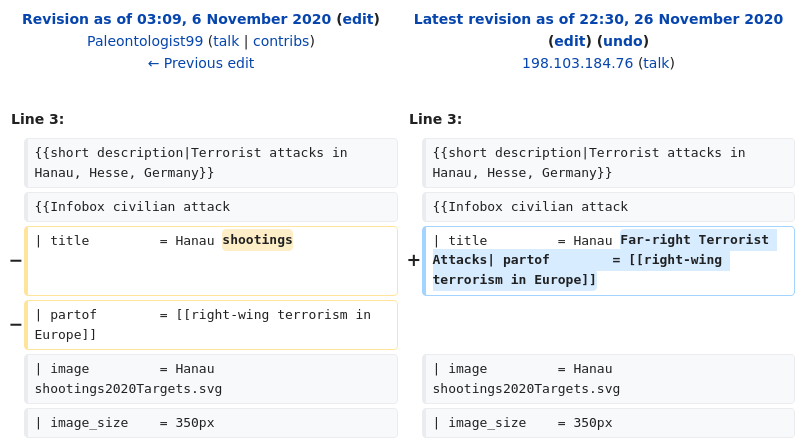 Revision as of 03:09, 6 November 2020 (edit)
Paleontologist99 (talk | contribs)
← Previous edit
Latest revision as of 22:30, 26 November 2020
(edit) (undo)
198.103.184.76 (talk)
Line 3:
Line 3:
{{short description|Terrorist attacks in
Hanau, Hesse, Germany}}
{{short description|Terrorist attacks in
Hanau, Hesse, Germany}}
{{Infobox civilian attack
{{Infobox civilian attack
− | title         = Hanau shootings
+ | title         = Hanau Far-right Terrorist
Attacks| partof        = [[right-wing
terrorism in Europe]]
− | partof        = [[right-wing terrorism in
Europe]]
| image         = Hanau
shootings2020Targets.svg
| image         = Hanau
shootings2020Targets.svg
| image_size    = 350px
| image_size    = 350px